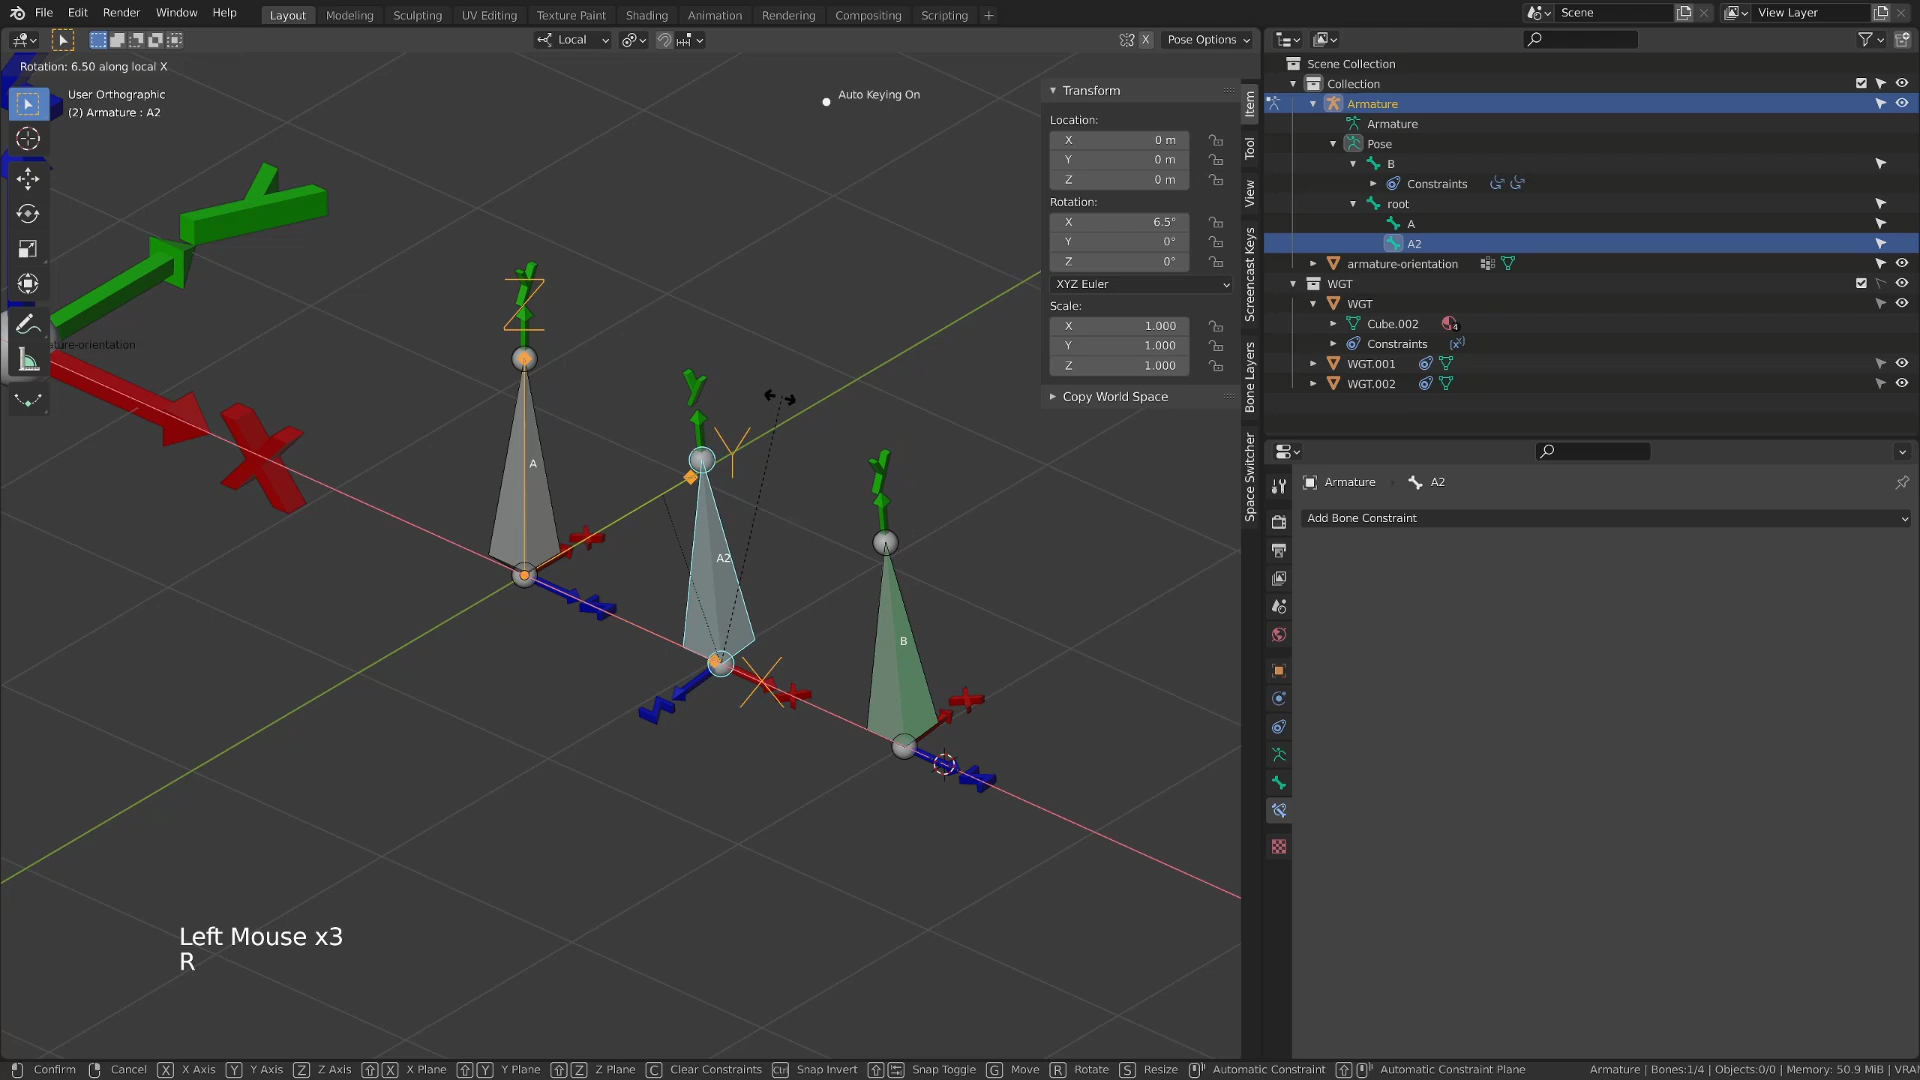 File Edit Render Window Help
Layout Modeling Sculpting UV Editing Texture Paint Shading Animation Rendering Compositing Scripting +
Scene
View Layer
Local
X
Pose Options
Rotation: 6.50 along local X
User Orthographic
(2) Armature : A2
Auto Keying On
Transform
Location:
X 0 m
Y 0 m
Z 0 m
Rotation:
X 6.5°
Y 0°
Z 0°
XYZ Euler
Scale:
X 1.000
Y 1.000
Z 1.000
Copy World Space
Item
Tool
View
Screencast Keys
Bone Layers
Space Switcher
Scene Collection
Collection
Armature
Armature
Pose
B
Constraints
root
A
A2
armature-orientation
WGT
WGT
Cube.002
4
Constraints
WGT.001
WGT.002
Armature
A2
Add Bone Constraint
ature-orientation
Y
X
Z
A
Y
Y
A2
X
B
Left Mouse x3
R
Confirm Cancel X X Axis Y Y Axis Z Z Axis X X Plane Y Y Plane Z Z Plane C Clear Constraints Ctrl Snap Invert Snap Toggle G Move R Rotate S Resize Automatic Constraint Automatic Constraint Plane
Armature | Bones:1/4 | Objects:0/0 | Memory: 50.9 MiB | VRA